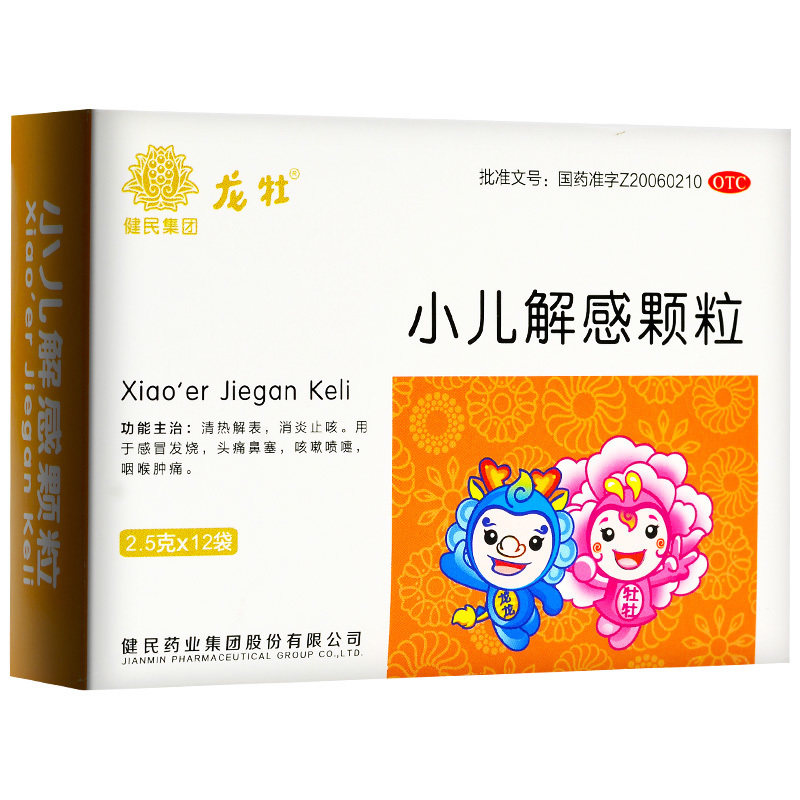 小儿解感颗粒
Xiao'er Jiegan Keli
健民集团
龙牡®
批准文号：国药准字Z20060210 OTC
小儿解感颗粒
Xiao'er Jiegan Keli
功能主治：清热解表，消炎止咳。用
于感冒发烧，头痛鼻塞，咳嗽喷嚏，
咽喉肿痛。
2.5克x12袋
龙龙
牡牡
健民药业集团股份有限公司
JIANMIN PHARMACEUTICAL GROUP CO.,LTD.